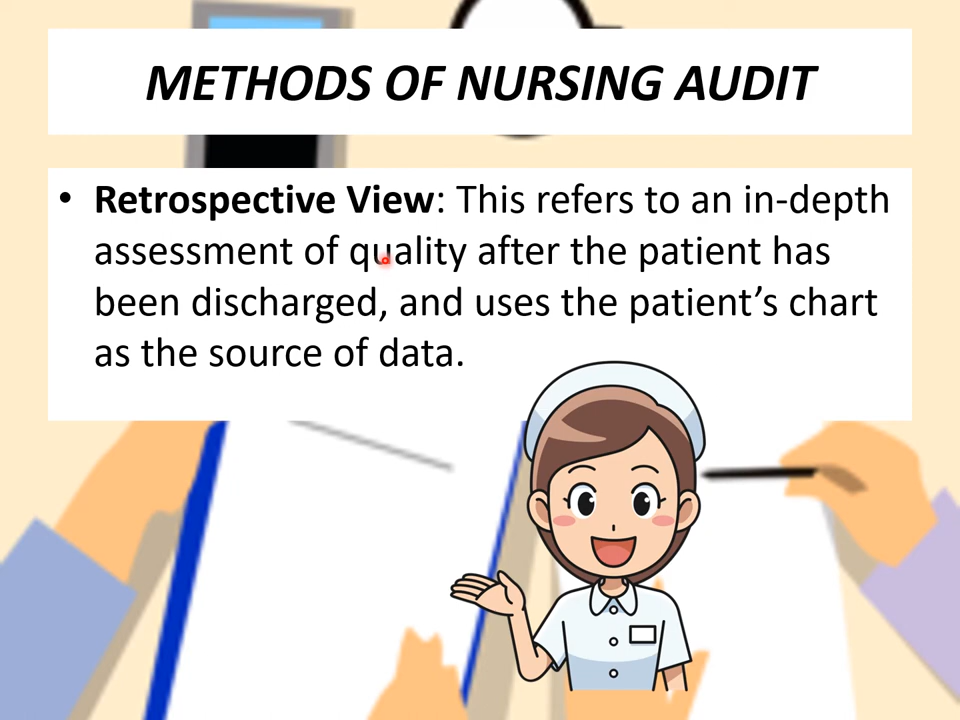 METHODS OF NURSING AUDIT
• Retrospective View: This refers to an in-depth
assessment of quality after the patient has
been discharged, and uses the patient’s chart
as the source of data.